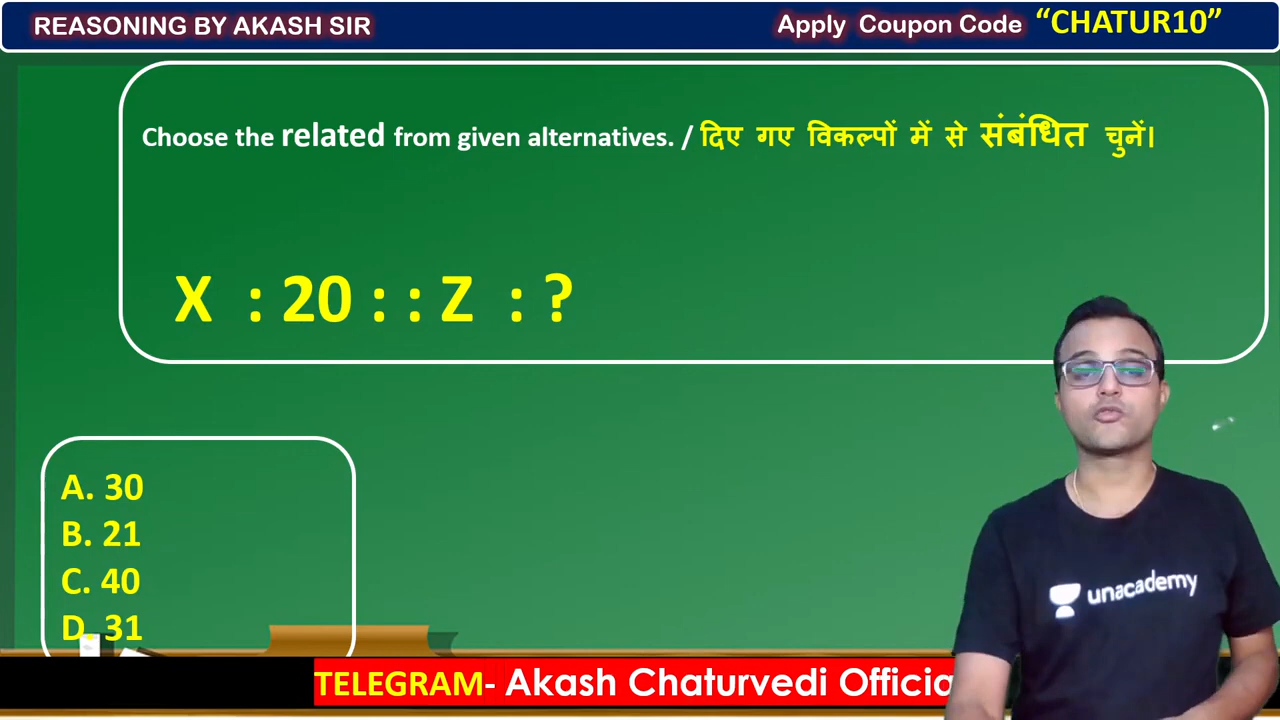 REASONING BY AKASH SIR
Apply Coupon Code “CHATUR10”
Choose the related from given alternatives. / दिए गए विकल्पों में से संबंधित चुनें।
X : 20 : : Z : ?
A. 30
B. 21
C. 40
D. 31
unacademy
TELEGRAM- Akash Chaturvedi Officia